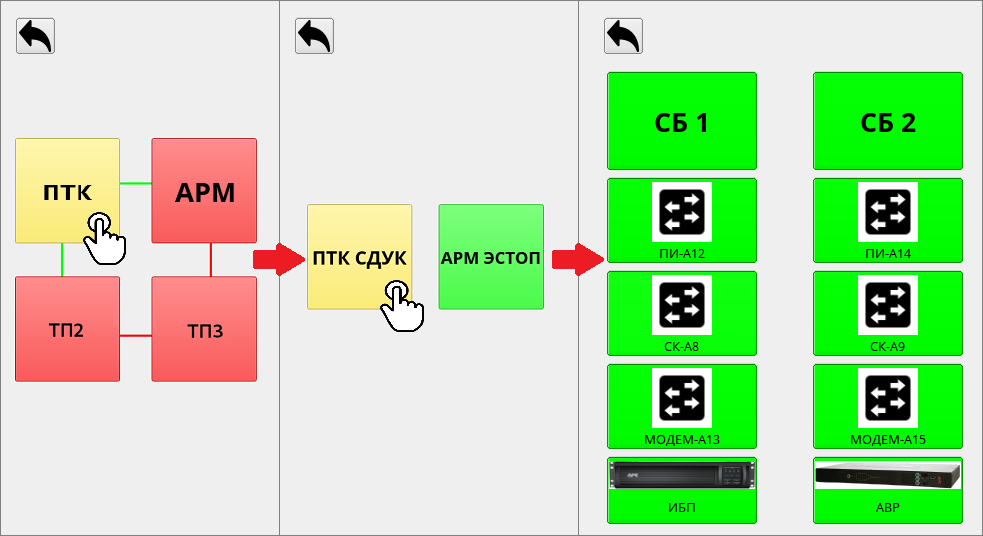 ПТК
АРМ
ТП2
ТП3
ПТК СДУК
АРМ ЭСТОП
СБ 1
СБ 2
ПИ-А12
ПИ-А14
СК-А8
СК-А9
МОДЕМ-А13
МОДЕМ-А15
APC
ИБП
АВР